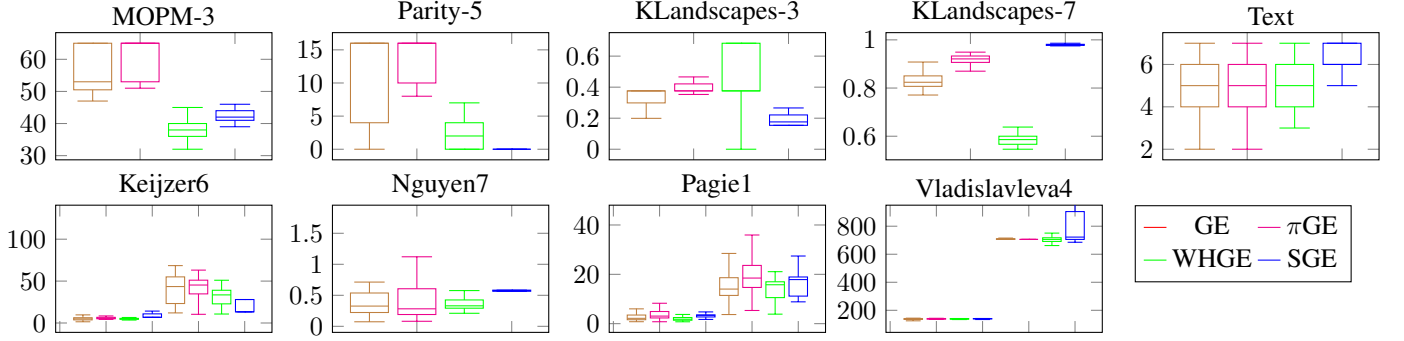 MOPM-3
60
50
40
30
Parity-5
15
10
5
0
KLandscapes-3
0.6
0.4
0.2
0
KLandscapes-7
1
0.8
0.6
Text
6
4
2
Keijzer6
100
50
0
Nguyen7
1.5
1
0.5
0
Pagie1
40
20
0
Vladislavleva4
800
600
400
200
GE πGE
WHGE SGE